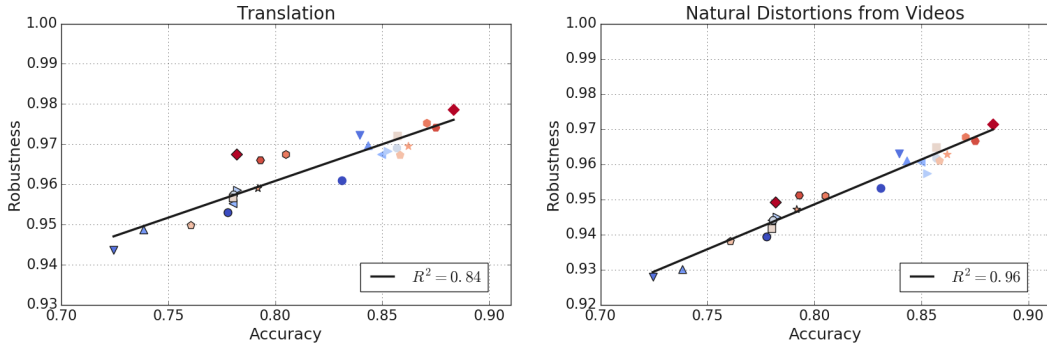 Translation
1.00
0.99
0.98
0.97
0.96
0.95
0.94
0.93
Robustness
R² = 0.84
0.70 0.75 0.80 0.85 0.90
Accuracy
Natural Distortions from Videos
1.00
0.99
0.98
0.97
0.96
0.95
0.94
0.93
0.92
Robustness
R² = 0.96
0.70 0.75 0.80 0.85 0.90
Accuracy